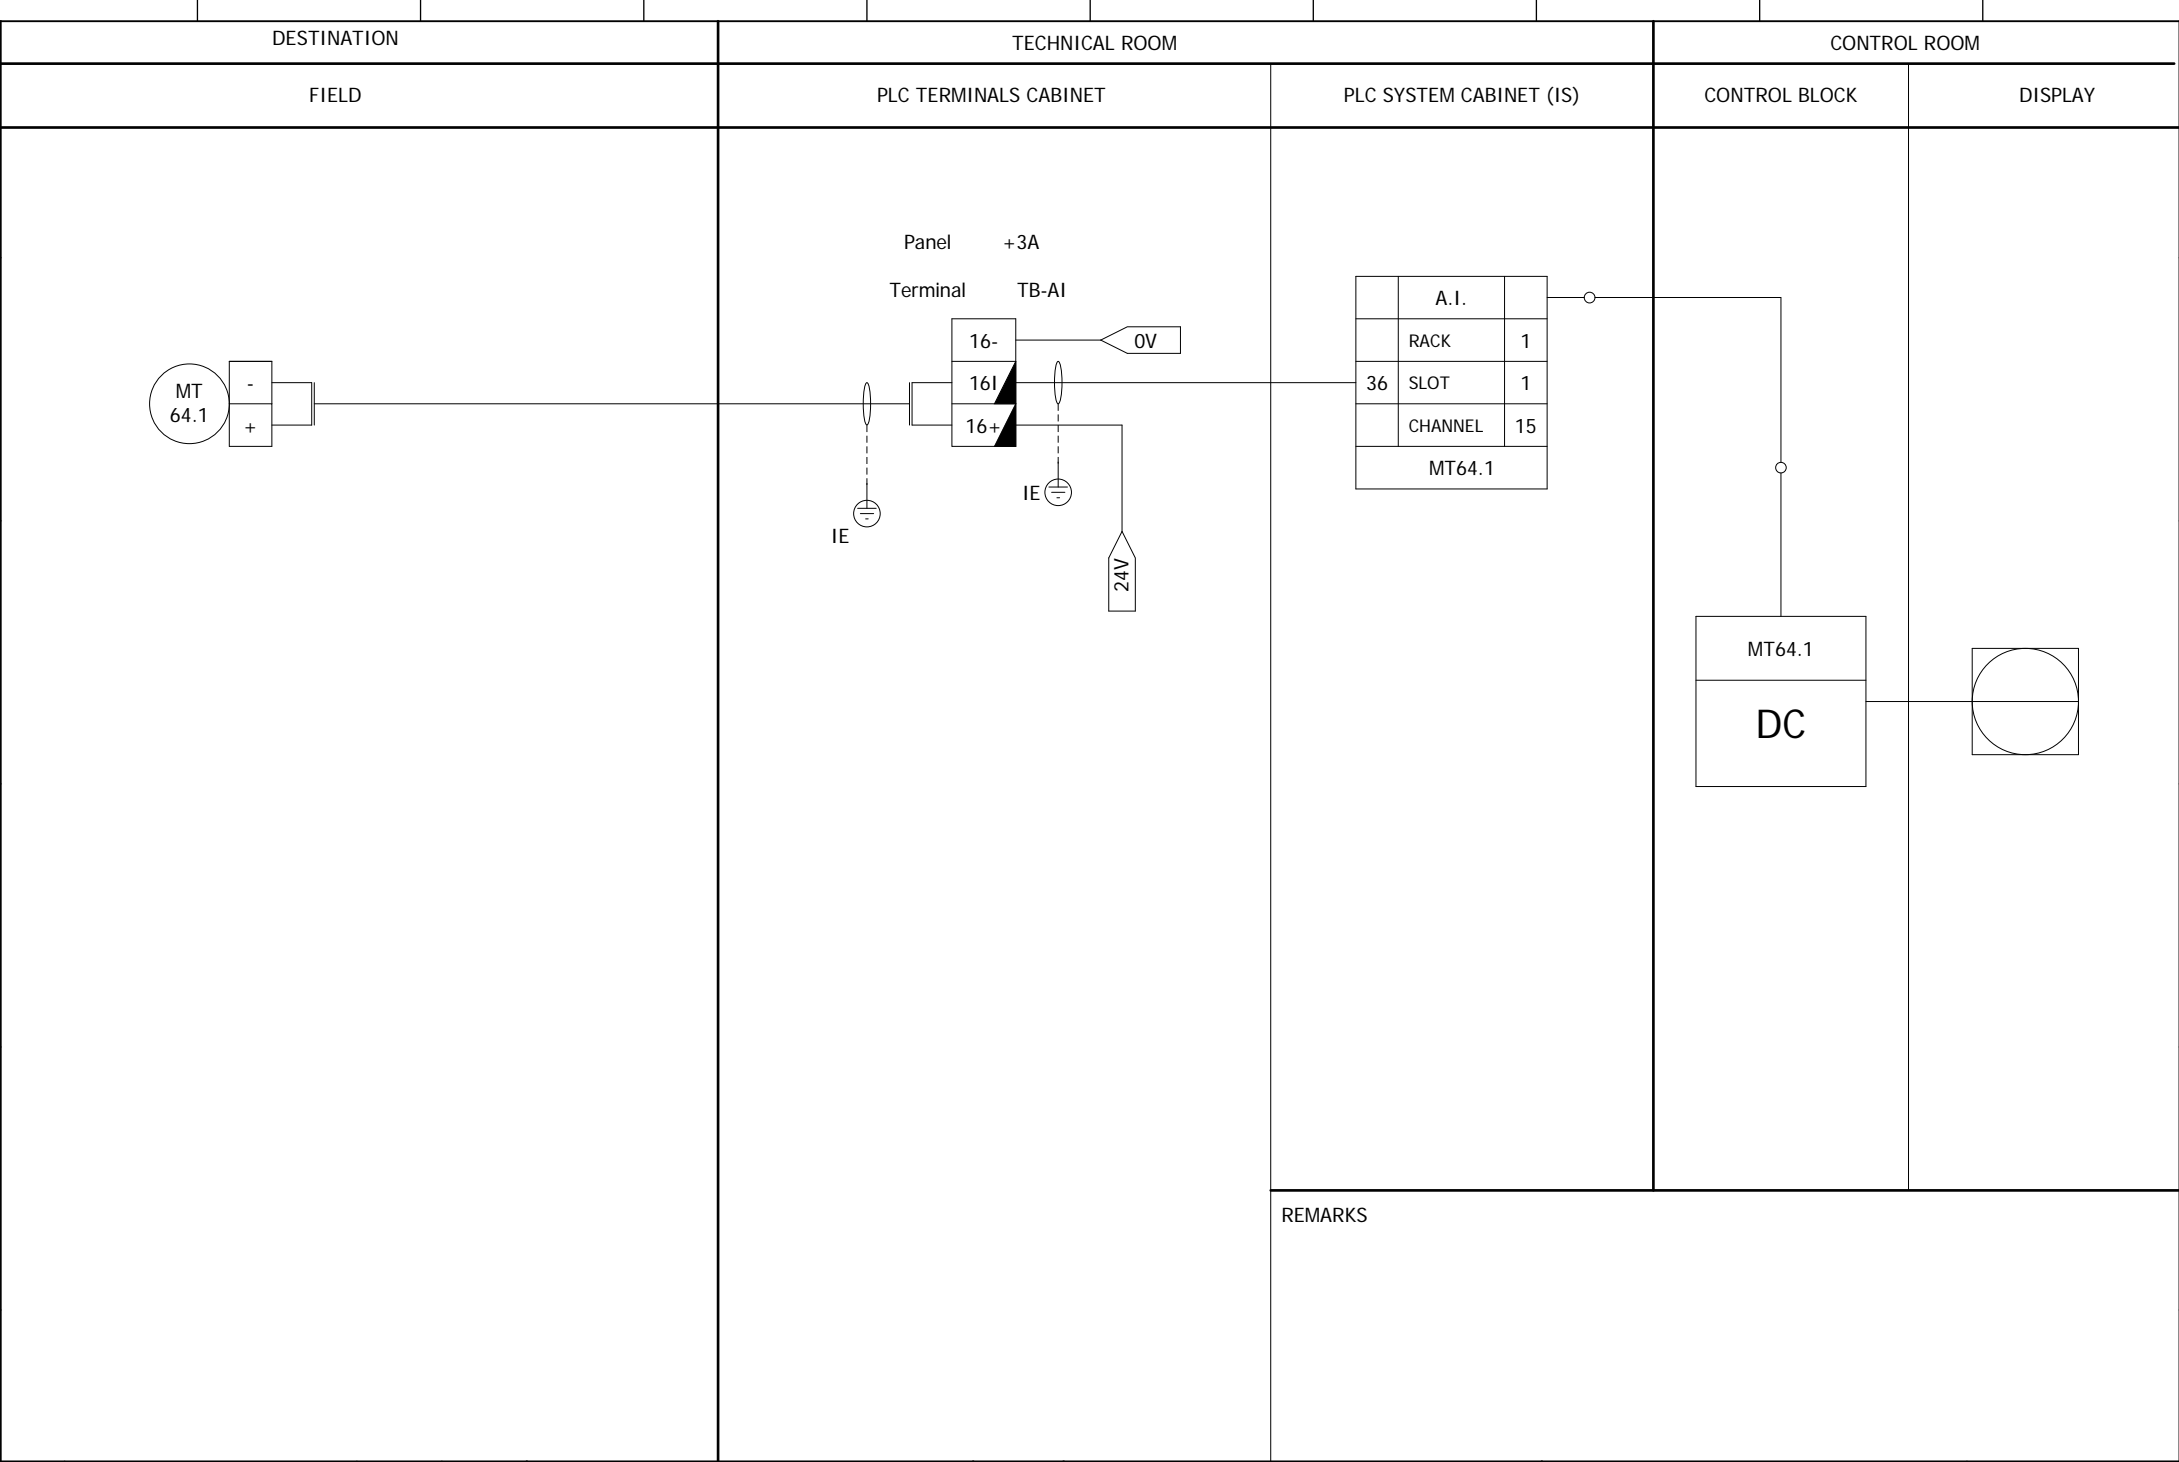 DESTINATION
TECHNICAL ROOM
CONTROL ROOM
FIELD
PLC TERMINALS CABINET
PLC SYSTEM CABINET (IS)
CONTROL BLOCK
DISPLAY
Panel +3A
Terminal TB-AI
MT
64.1
-
+
16-
16I
16+
0V
24V
IE
IE
A.I.
RACK 1
36 SLOT 1
CHANNEL 15
MT64.1
MT64.1
DC
REMARKS